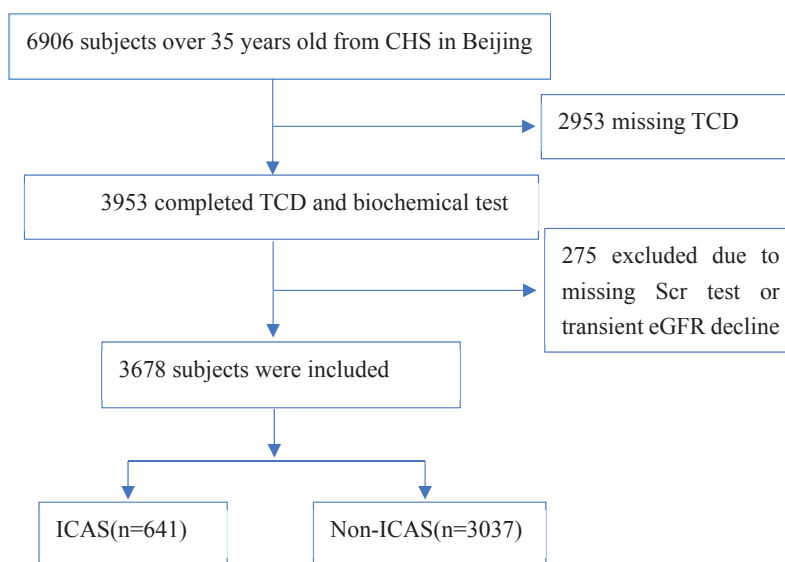 6906 subjects over 35 years old from CHS in Beijing
2953 missing TCD
3953 completed TCD and biochemical test
275 excluded due to
missing Scr test or
transient eGFR decline
3678 subjects were included
ICAS(n=641)
Non-ICAS(n=3037)